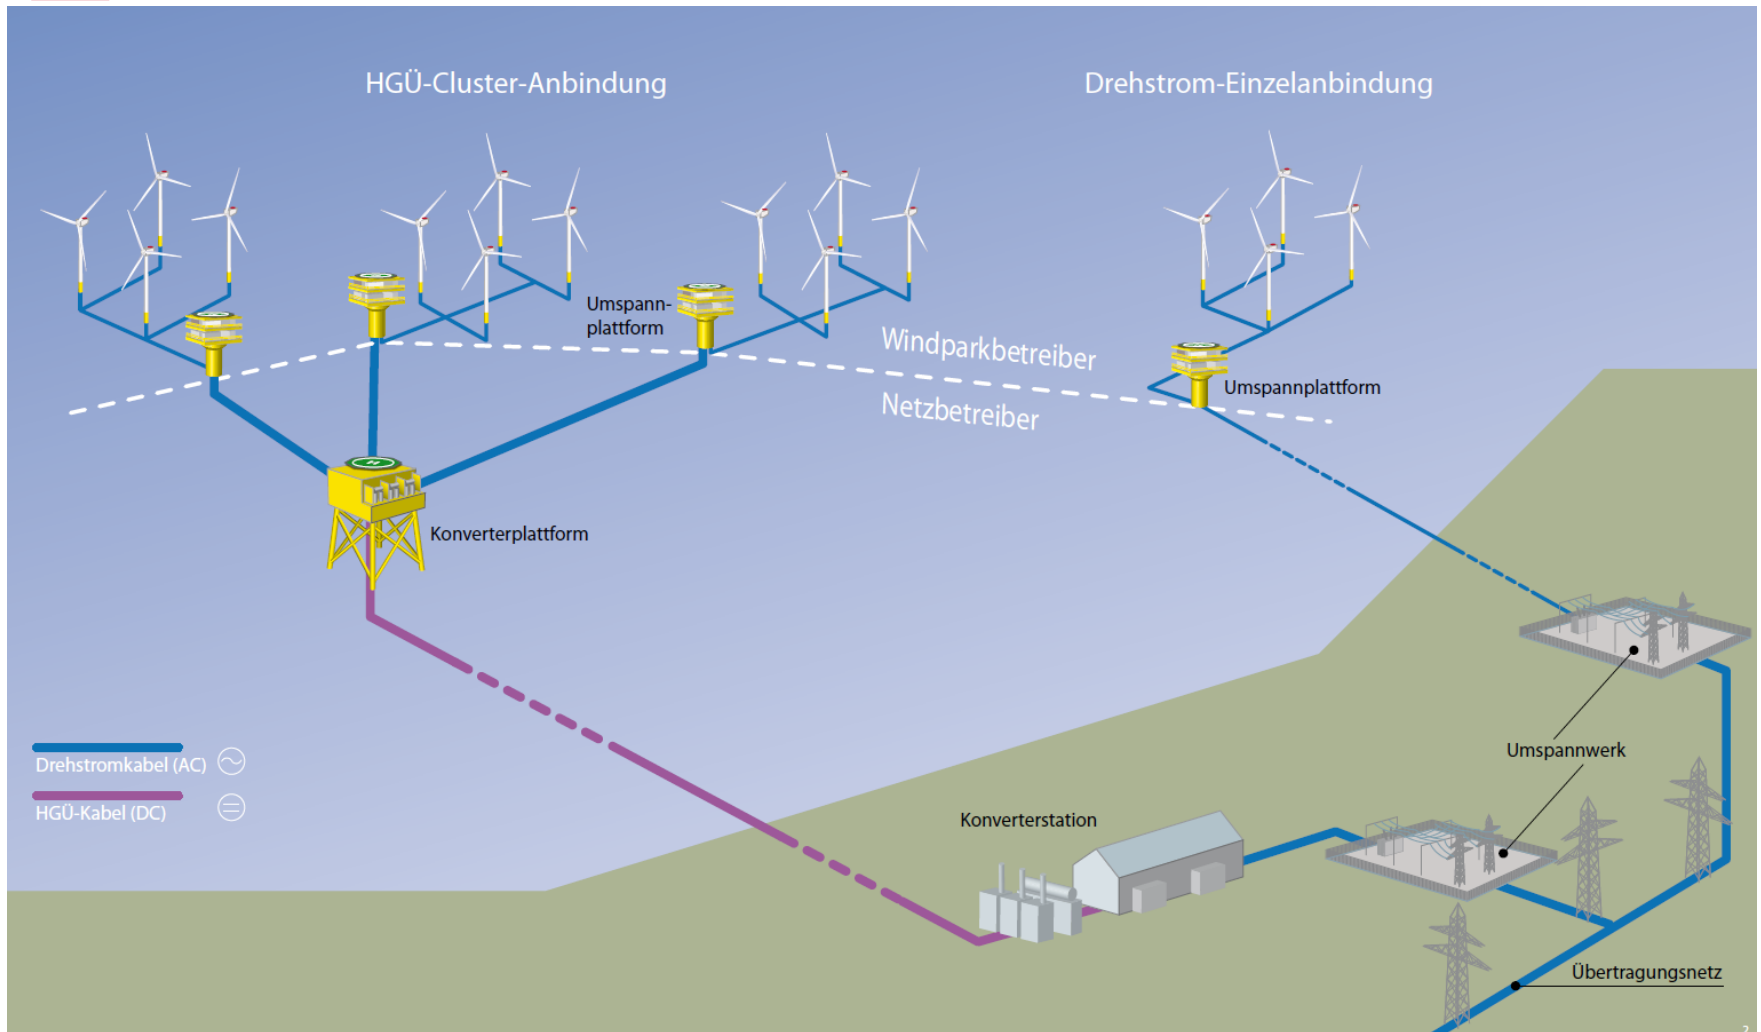 HGÜ-Cluster-Anbindung
Drehstrom-Einzelanbindung
Umspann-
plattform
Windparkbetreiber
Netzbetreiber
Umspannplattform
Konverterplattform
Drehstromkabel (AC)
HGÜ-Kabel (DC)
Umspannwerk
Konverterstation
Übertragungsnetz
H